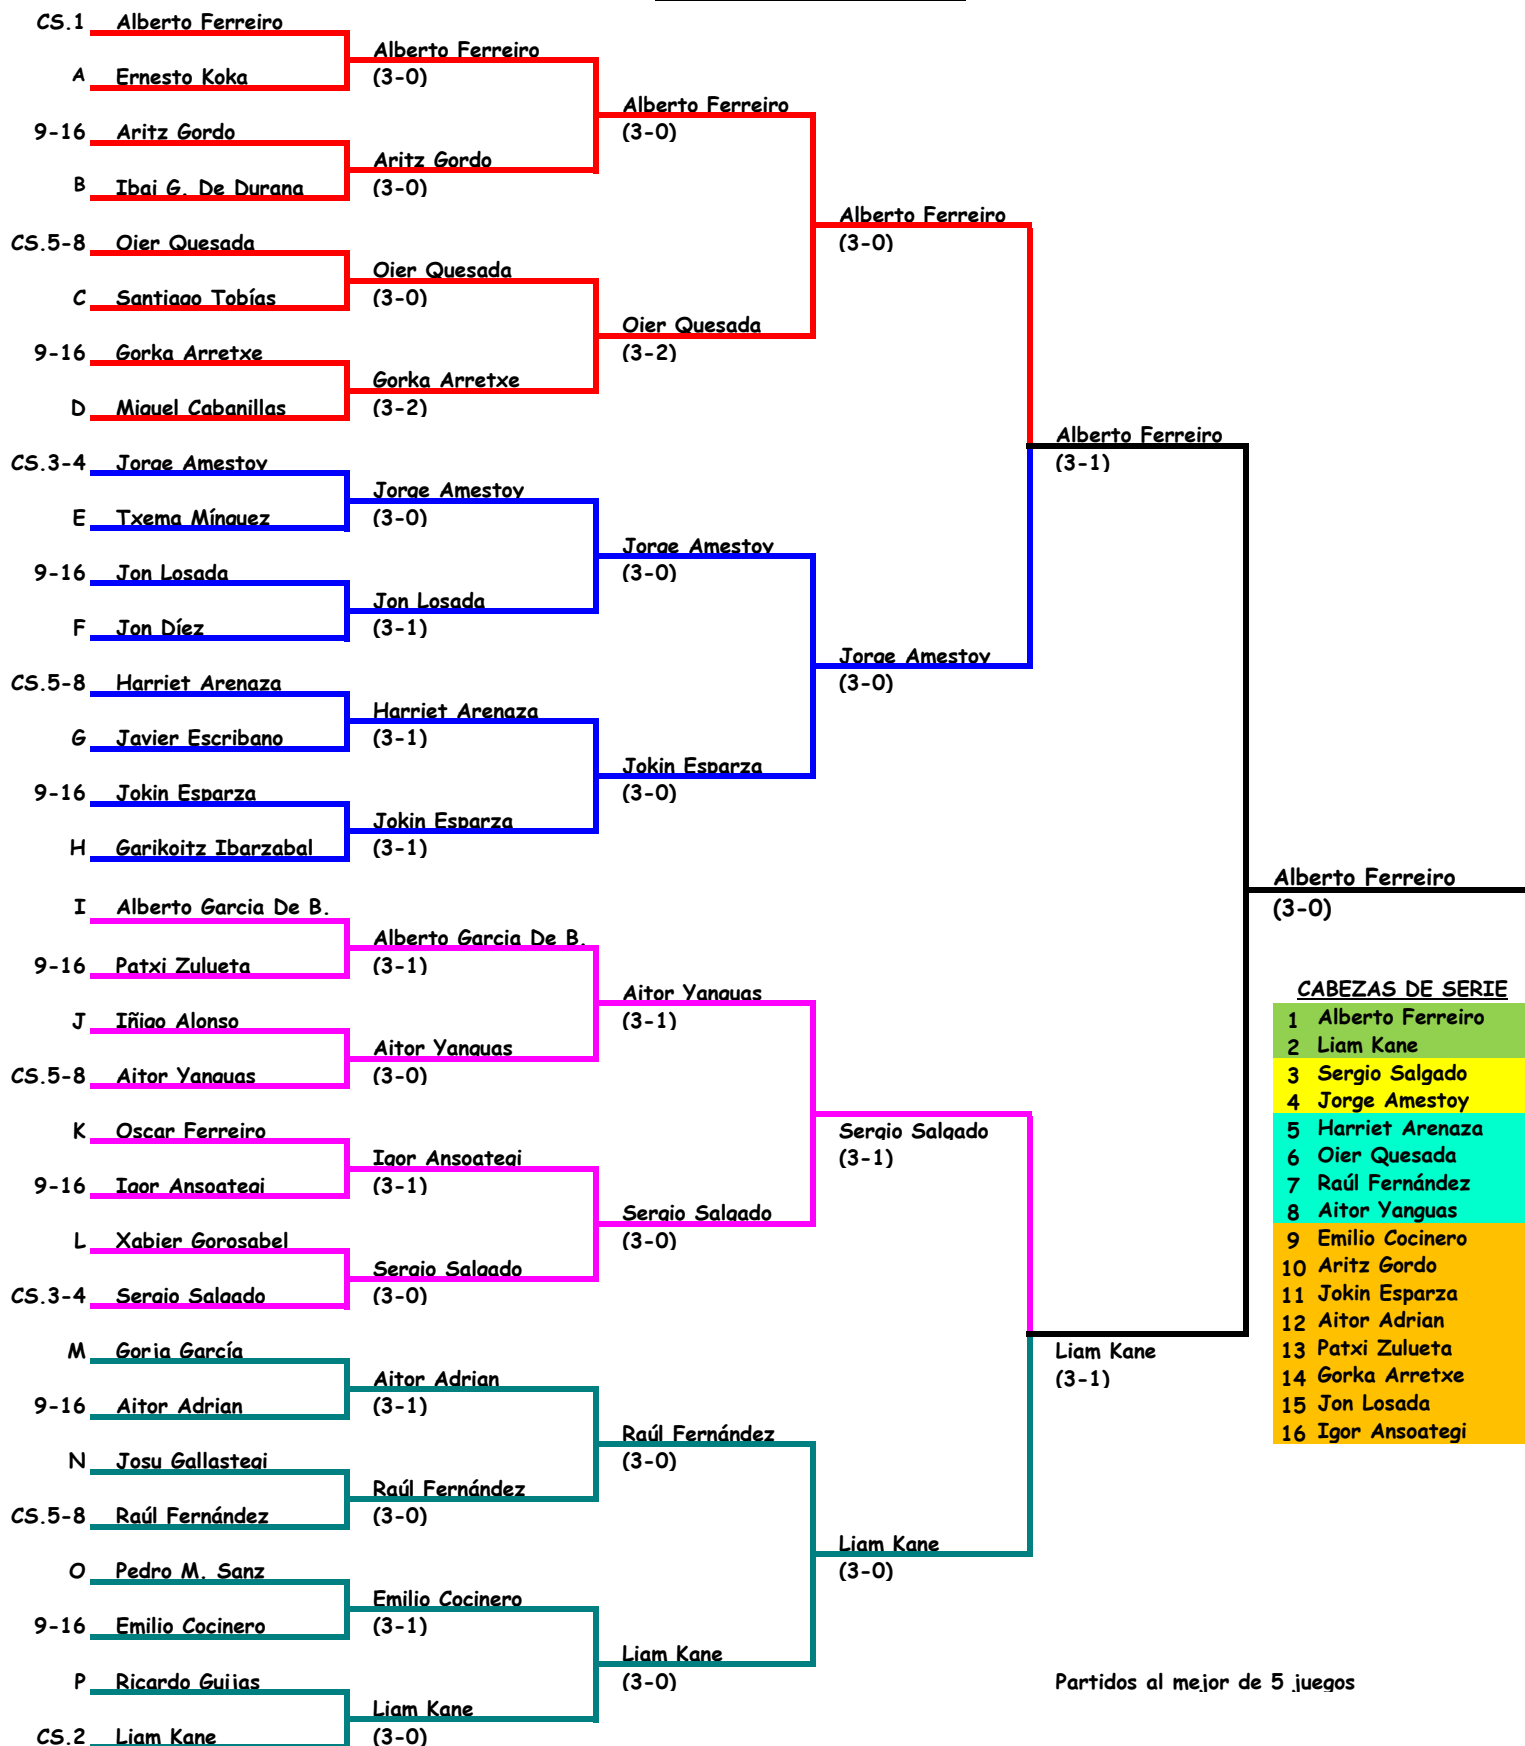 CS.1 Alberto Ferreiro
Alberto Ferreiro
A Ernesto Koka
(3-0)
Alberto Ferreiro
9-16 Aritz Gordo
(3-0)
Aritz Gordo
B Ibai G. De Durana
(3-0)
Alberto Ferreiro
CS.5-8 Oier Quesada
(3-0)
Oier Quesada
C Santiago Tobías
(3-0)
Oier Quesada
9-16 Gorka Arretxe
(3-2)
Gorka Arretxe
D Miguel Cabanillas
(3-2)
Alberto Ferreiro
CS.3-4 Jorge Amestoy
(3-1)
Jorge Amestoy
E Txema Mínguez
(3-0)
Jorge Amestoy
9-16 Jon Losada
(3-0)
Jon Losada
F Jon Díez
(3-1)
Jorge Amestoy
CS.5-8 Harriet Arenaza
(3-0)
Harriet Arenaza
G Javier Escribano
(3-1)
Jokin Esparza
9-16 Jokin Esparza
(3-0)
Jokin Esparza
H Garikoitz Ibarzabal
(3-1)
Alberto Ferreiro
I Alberto Garcia De B.
(3-0)
Alberto Garcia De B.
9-16 Patxi Zulueta
(3-1)
CABEZAS DE SERIE
Aitor Yanguas
J Iñigo Alonso
(3-1)
1 Alberto Ferreiro
2 Liam Kane
Aitor Yanguas
CS.5-8 Aitor Yanguas
(3-0)
3 Sergio Salgado
4 Jorge Amestoy
K Oscar Ferreiro
Sergio Salgado
5 Harriet Arenaza
Igor Ansoategi
(3-1)
6 Oier Quesada
9-16 Igor Ansoategi
(3-1)
7 Raúl Fernández
Sergio Salgado
8 Aitor Yanguas
L Xabier Gorosabel
(3-0)
9 Emilio Cocinero
Sergio Salgado
10 Aritz Gordo
CS.3-4 Sergio Salgado
(3-0)
11 Jokin Esparza
12 Aitor Adrian
M Gorja García
Liam Kane
13 Patxi Zulueta
Aitor Adrian
(3-1)
14 Gorka Arretxe
9-16 Aitor Adrian
(3-1)
15 Jon Losada
Raúl Fernández
16 Igor Ansoategi
N Josu Gallastegi
(3-0)
Raúl Fernández
CS.5-8 Raúl Fernández
(3-0)
Liam Kane
O Pedro M. Sanz
(3-0)
Emilio Cocinero
9-16 Emilio Cocinero
(3-1)
Liam Kane
P Ricardo Guijas
(3-0)
Partidos al mejor de 5 juegos
Liam Kane
CS.2 Liam Kane
(3-0)